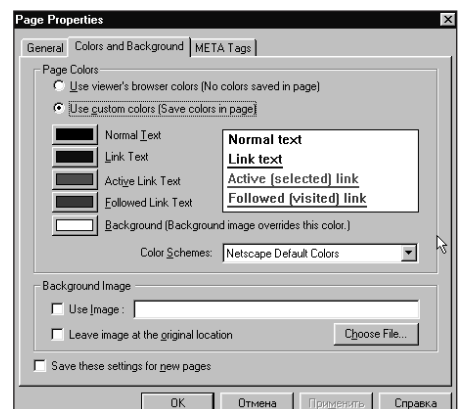 Page Properties
General Colors and Background META Tags
Page Colors
Use viewer's browser colors (No colors saved in page)
Use custom colors (Save colors in page)
Normal Text
Link Text
Active Link Text
Followed Link Text
Background (Background image overrides this color.)
Normal text
Link text
Active (selected) link
Followed (visited) link
Color Schemes: Netscape Default Colors
Background Image
Use Image :
Leave image at the original location Choose File...
Save these settings for new pages
OK Отмена Применить Справка